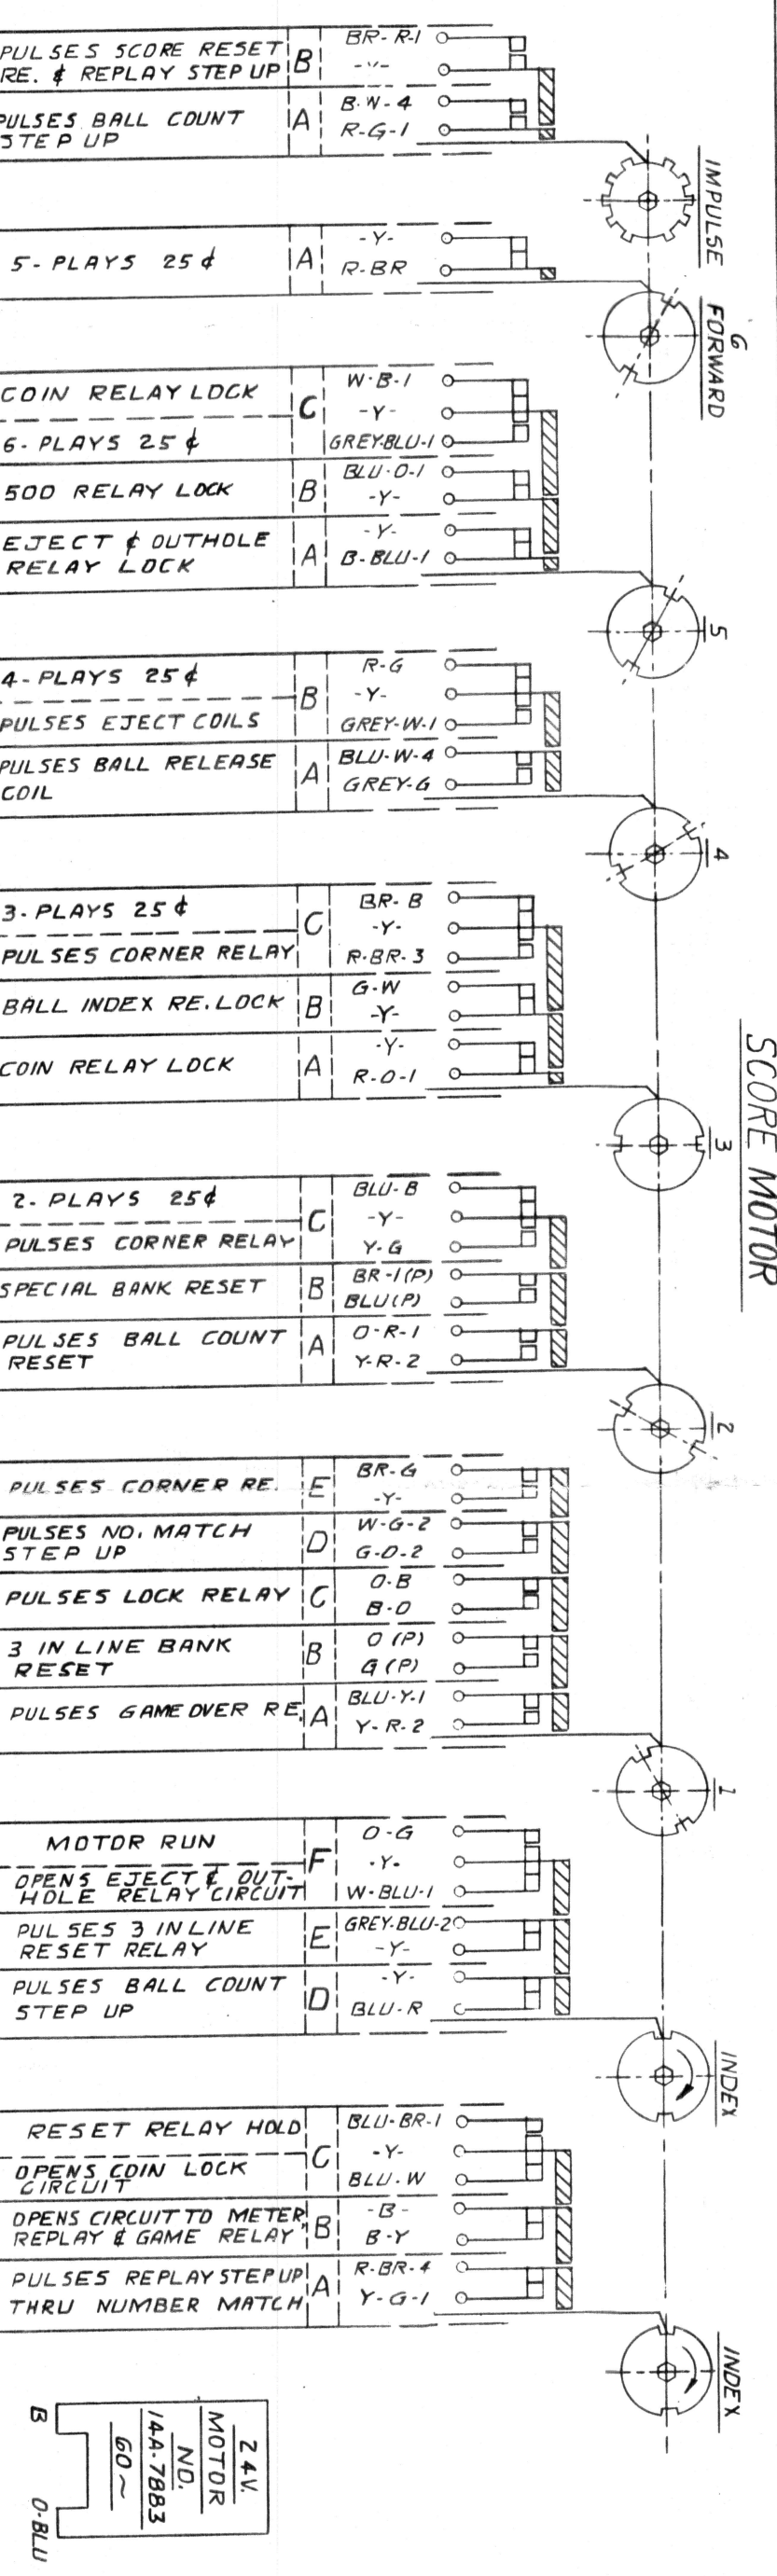 PULSES SCORE RESET
RE. & REPLAY STEP UP
B
BR-R-1
-"-
PULSES BALL COUNT
STEP UP
A
B-W-4
R-G-1
IMPULSE
5-PLAYS 25¢
A
-Y-
R-BR
6
FORWARD
COIN RELAY LOCK
6-PLAYS 25¢
C
W-B-1
-Y-
GREY-BLU-1
500 RELAY LOCK
B
BLU-O-1
-Y-
EJECT & OUTHOLE
RELAY LOCK
A
-Y-
B-BLU-1
5
4-PLAYS 25¢
PULSES EJECT COILS
B
R-G
-Y-
GREY-W-1
PULSES BALL RELEASE
COIL
A
BLU-W-4
GREY-G
4
3-PLAYS 25¢
PULSES CORNER RELAY
C
BR-B
-Y-
R-BR-3
BALL INDEX RE. LOCK
B
G-W
-Y-
COIN RELAY LOCK
A
-Y-
R-O-1
3
SCORE MOTOR
2-PLAYS 25¢
PULSES CORNER RELAY
C
BLU-B
-Y-
Y-G
SPECIAL BANK RESET
B
BR-1(P)
BLU(P)
PULSES BALL COUNT
RESET
A
O-R-1
Y-R-2
2
PULSES CORNER RE.
E
BR-G
-Y-
PULSES NO. MATCH
STEP UP
D
W-G-2
G-O-2
PULSES LOCK RELAY
C
O-B
B-O
3 IN LINE BANK
RESET
B
O(P)
G(P)
PULSES GAME OVER RE.
A
BLU-Y-1
Y-R-2
1
MOTOR RUN
OPENS EJECT & OUT-
HOLE RELAY CIRCUIT
F
O-G
-Y-
W-BLU-1
PULSES 3 IN LINE
RESET RELAY
E
GREY-BLU-2
-Y-
PULSES BALL COUNT
STEP UP
D
-Y-
BLU-R
INDEX
RESET RELAY HOLD
OPENS COIN LOCK
CIRCUIT
C
BLU-BR-1
-Y-
BLU-W
OPENS CIRCUIT TO METER
REPLAY & GAME RELAY
B
-B-
B-Y
PULSES REPLAY STEP UP
THRU NUMBER MATCH
A
R-BR-4
Y-G-1
INDEX
24V.
MOTOR
NO.
14A-7883
60~
B
O-BLU